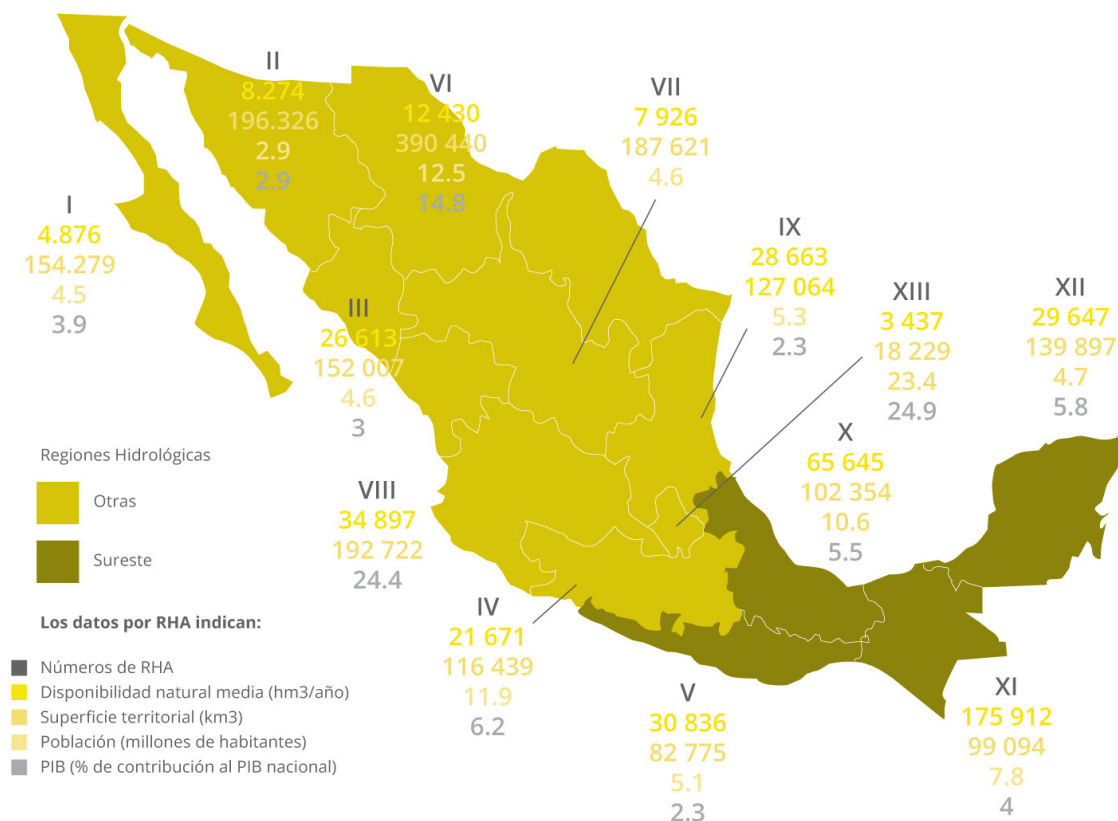 II
8.274
196.326
2.9
2.9
VI
12 430
390 440
12.5
14.8
VII
7 926
187 621
4.6
I
4.876
154.279
4.5
3.9
IX
28 663
127 064
5.3
2.3
XIII
3 437
18 229
23.4
24.9
XII
29 647
139 897
4.7
5.8
III
26 613
152 007
4.6
3
X
65 645
102 354
10.6
5.5
Regiones Hidrológicas
Otras
Sureste
VIII
34 897
192 722
24.4
IV
21 671
116 439
11.9
6.2
V
30 836
82 775
5.1
2.3
XI
175 912
99 094
7.8
4
Los datos por RHA indican:
Números de RHA
Disponibilidad natural media (hm3/año)
Superficie territorial (km3)
Población (millones de habitantes)
PIB (% de contribución al PIB nacional)